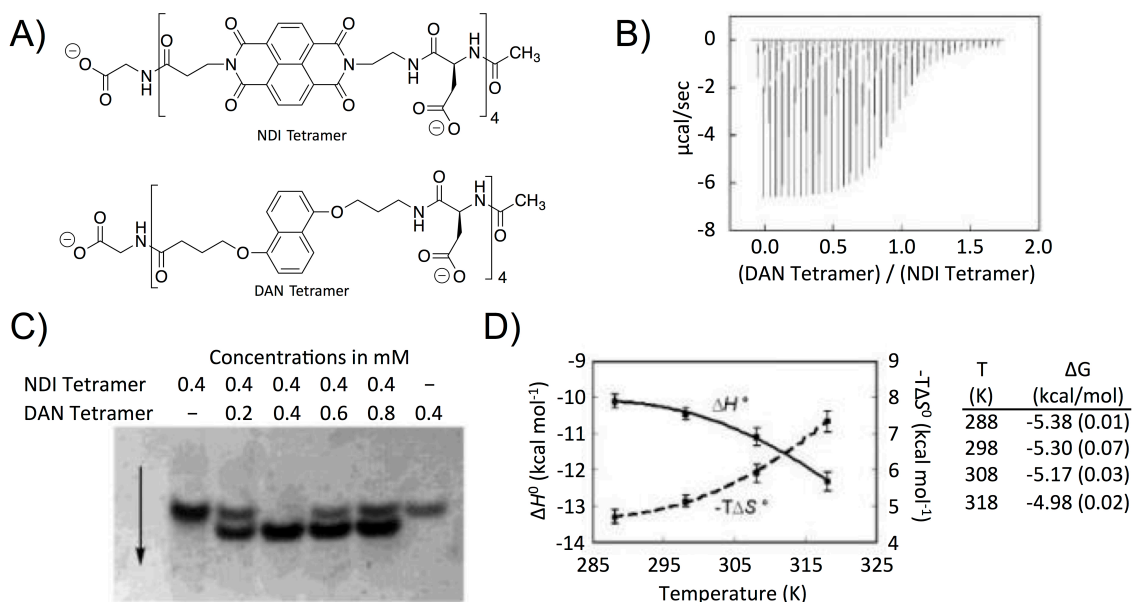 A)
O
O
O
O
O
⊖
O
NH
N
N
N
H
NH
CH3
O
O
O
O
⊖
O
4
NDI Tetramer
O
⊖
O
NH
O
O
O
N
H
O
NH
CH3
O
O
⊖
O
4
DAN Tetramer
B)
0
-2
-4
-6
-8
μcal/sec
0.0 0.5 1.0 1.5 2.0
(DAN Tetramer) / (NDI Tetramer)
C)
Concentrations in mM
NDI Tetramer 0.4 0.4 0.4 0.4 0.4 –
DAN Tetramer – 0.2 0.4 0.6 0.8 0.4
D)
-9
-10
-11
-12
-13
-14
ΔH⁰ (kcal mol⁻¹)
ΔH°
-TΔS°
9
8
7
6
5
4
-TΔS⁰ (kcal mol⁻¹)
285 295 305 315 325
Temperature (K)
T ΔG
(K) (kcal/mol)
288 -5.38 (0.01)
298 -5.30 (0.07)
308 -5.17 (0.03)
318 -4.98 (0.02)